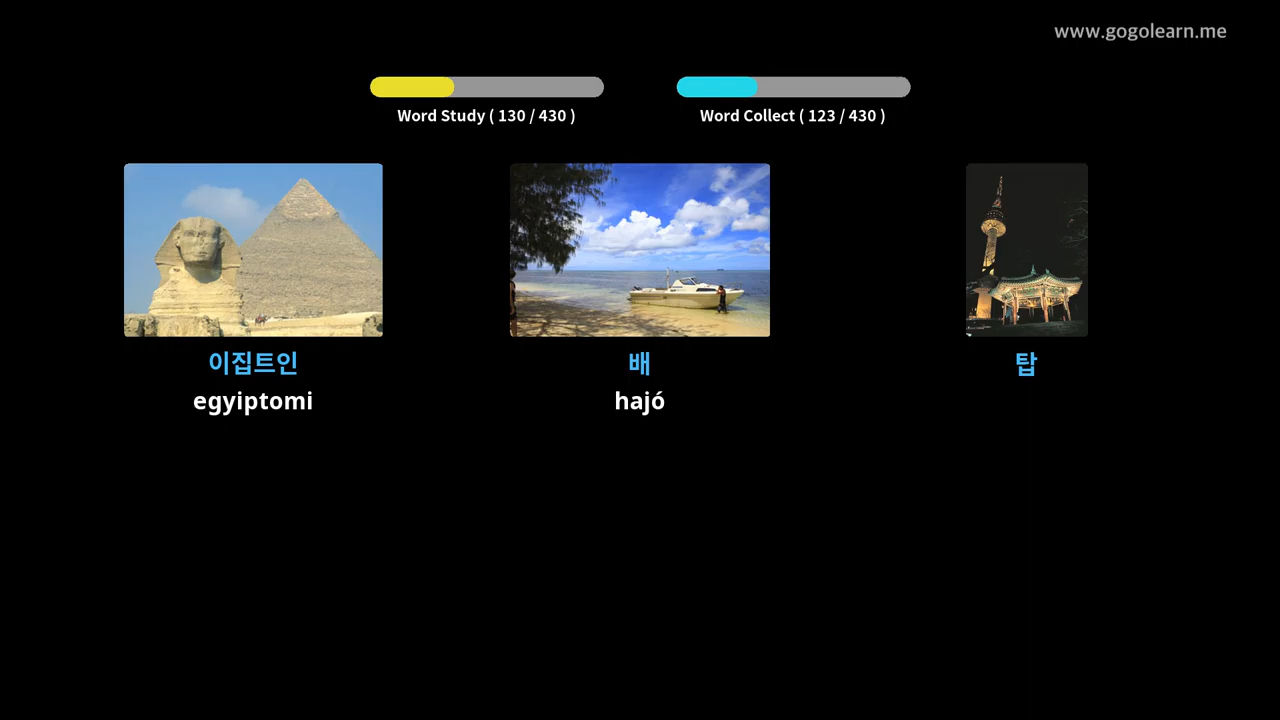 www.gogolearn.me
Word Study ( 130 / 430 )
Word Collect ( 123 / 430 )
이집트인
egyiptomi
배
hajó
탑